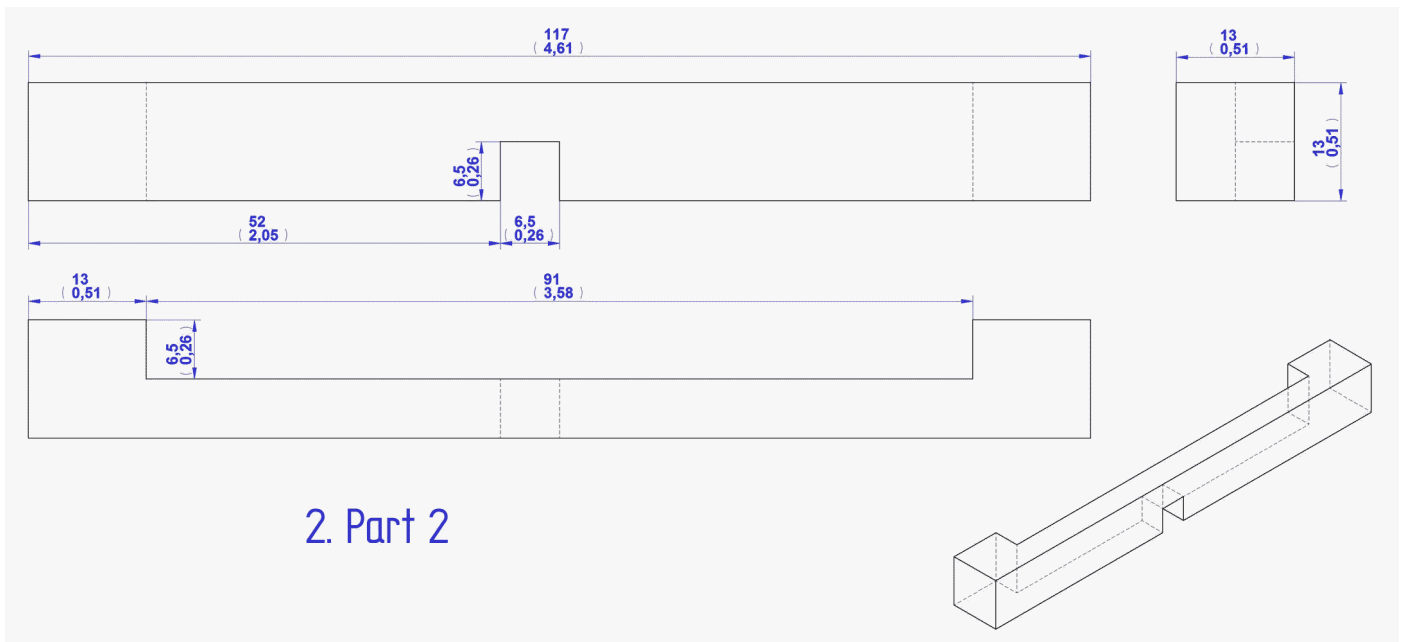 117
( 4,61 )
13
( 0,51 )
6,5
( 0,26 )
13
( 0,51 )
52
( 2,05 )
6,5
( 0,26 )
13
( 0,51 )
91
( 3,58 )
6,5
( 0,26 )
2. Part 2